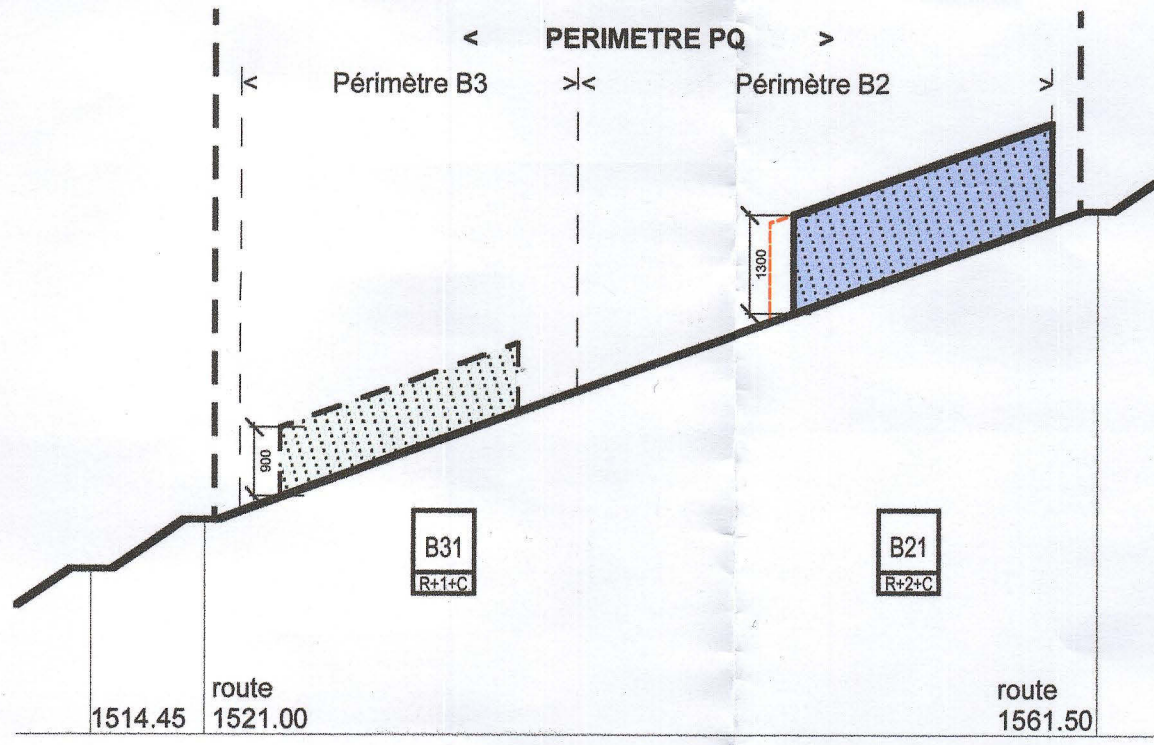 < PERIMETRE PQ >
< Périmètre B3 >< Périmètre B2 >
1300
900
B31
R+1+C
B21
R+2+C
route
1514.45 1521.00
route
1561.50